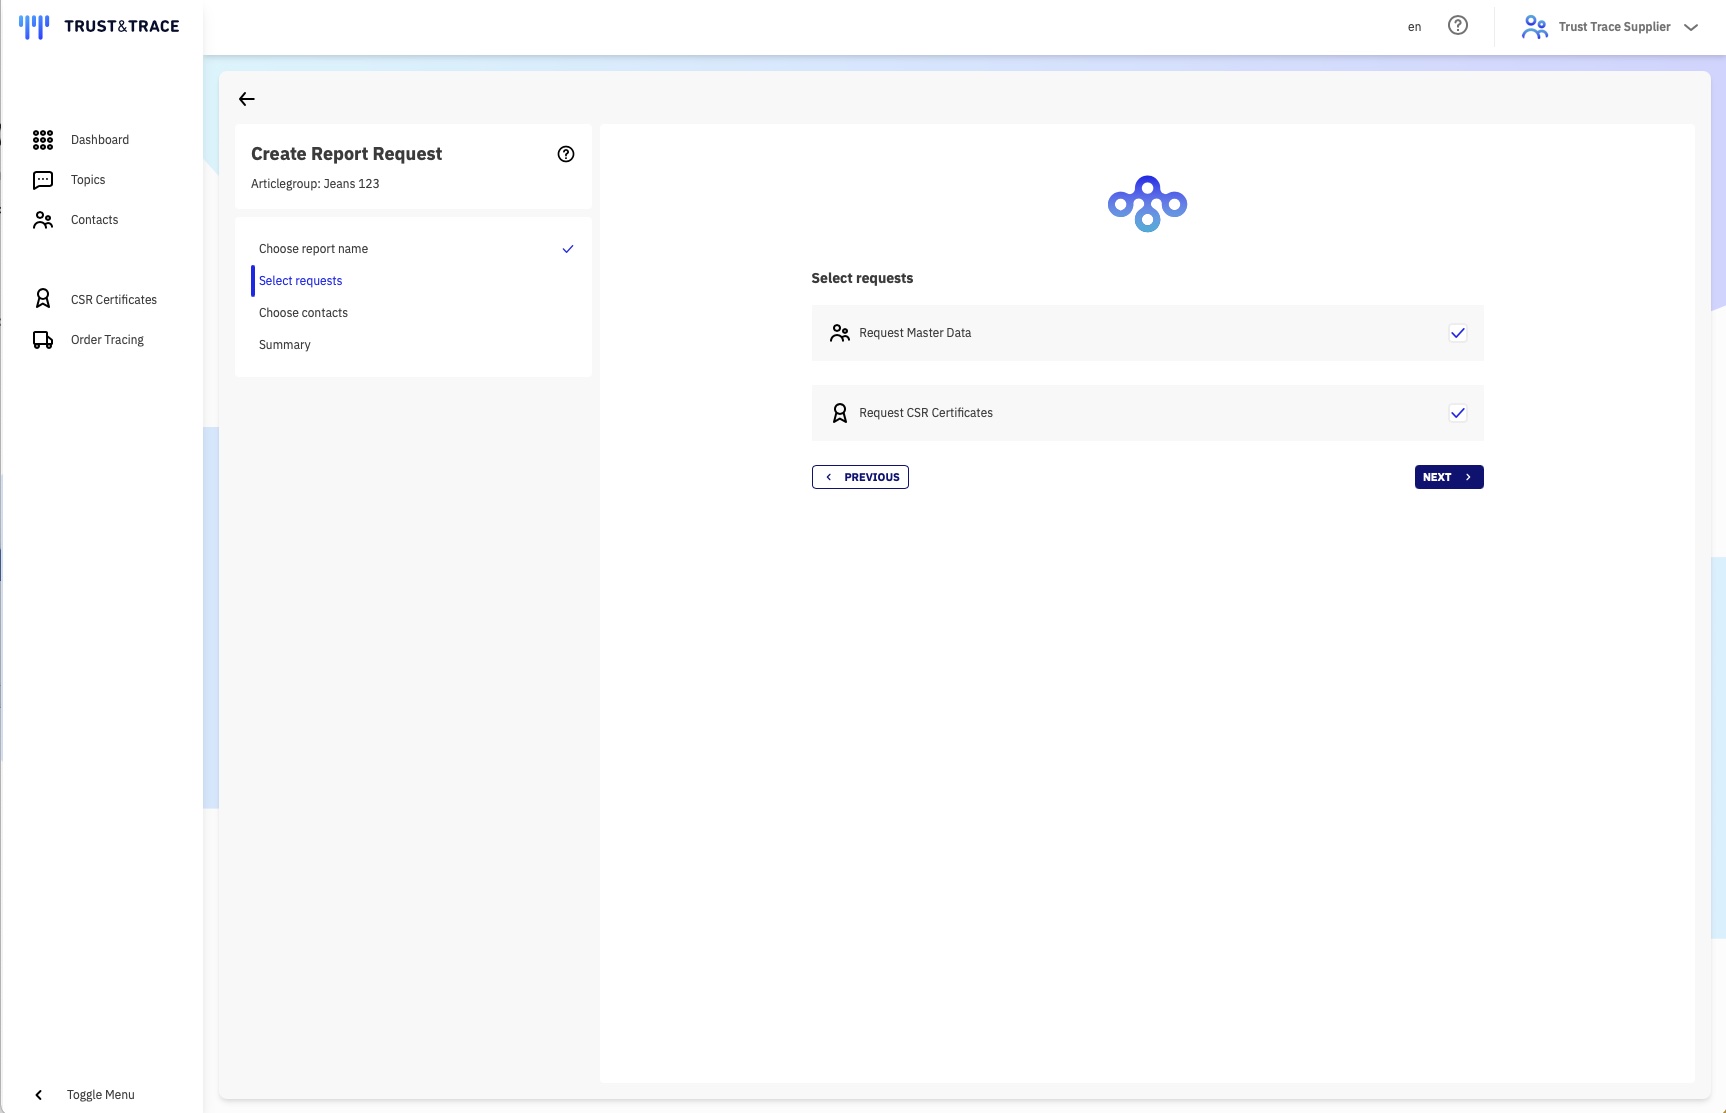 TRUST&TRACE
en
Trust Trace Supplier
Dashboard
Topics
Contacts
CSR Certificates
Order Tracing
Toggle Menu
Create Report Request
Articlegroup: Jeans 123
Choose report name
Select requests
Choose contacts
Summary
Select requests
Request Master Data
Request CSR Certificates
PREVIOUS
NEXT